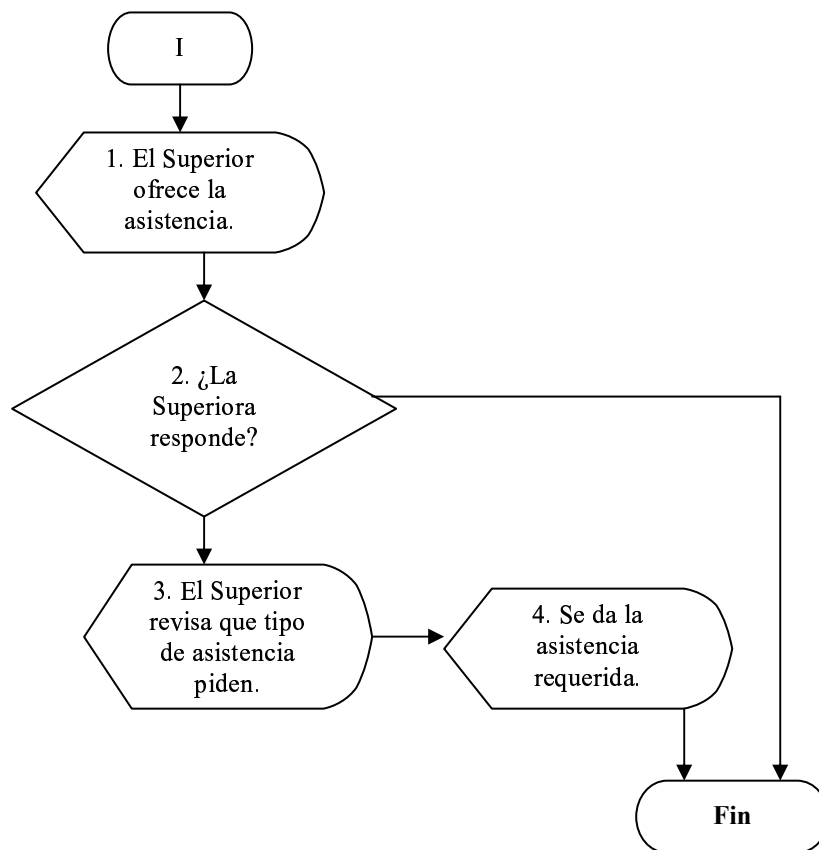 I
1. El Superior
ofrece la
asistencia.
2. ¿La
Superiora
responde?
3. El Superior
revisa que tipo
de asistencia
piden.
4. Se da la
asistencia
requerida.
Fin